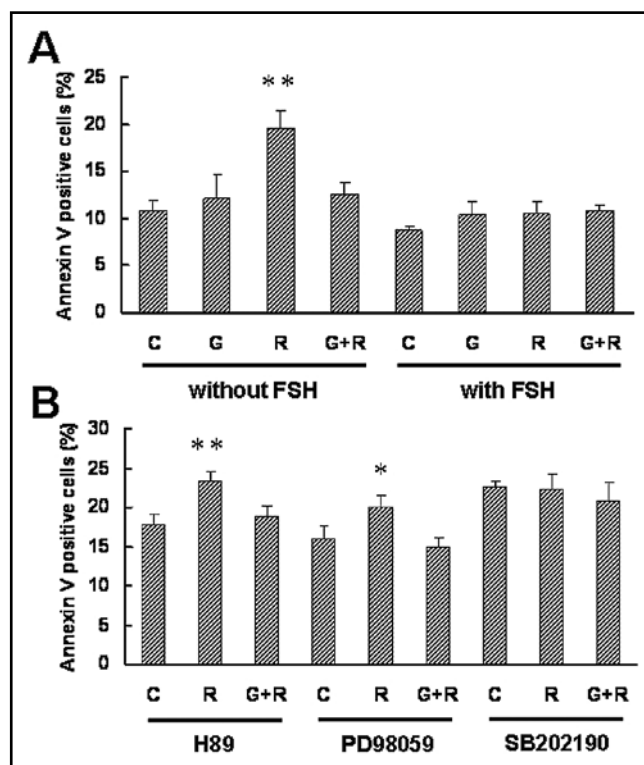 A
Annexin V positive cells (%)
25
20
15
10
5
0
**
C G R G+R C G R G+R
without FSH with FSH
B
Annexin V positive cells (%)
30
25
20
15
10
5
0
** *
C R G+R C R G+R C R G+R
H89 PD98059 SB202190